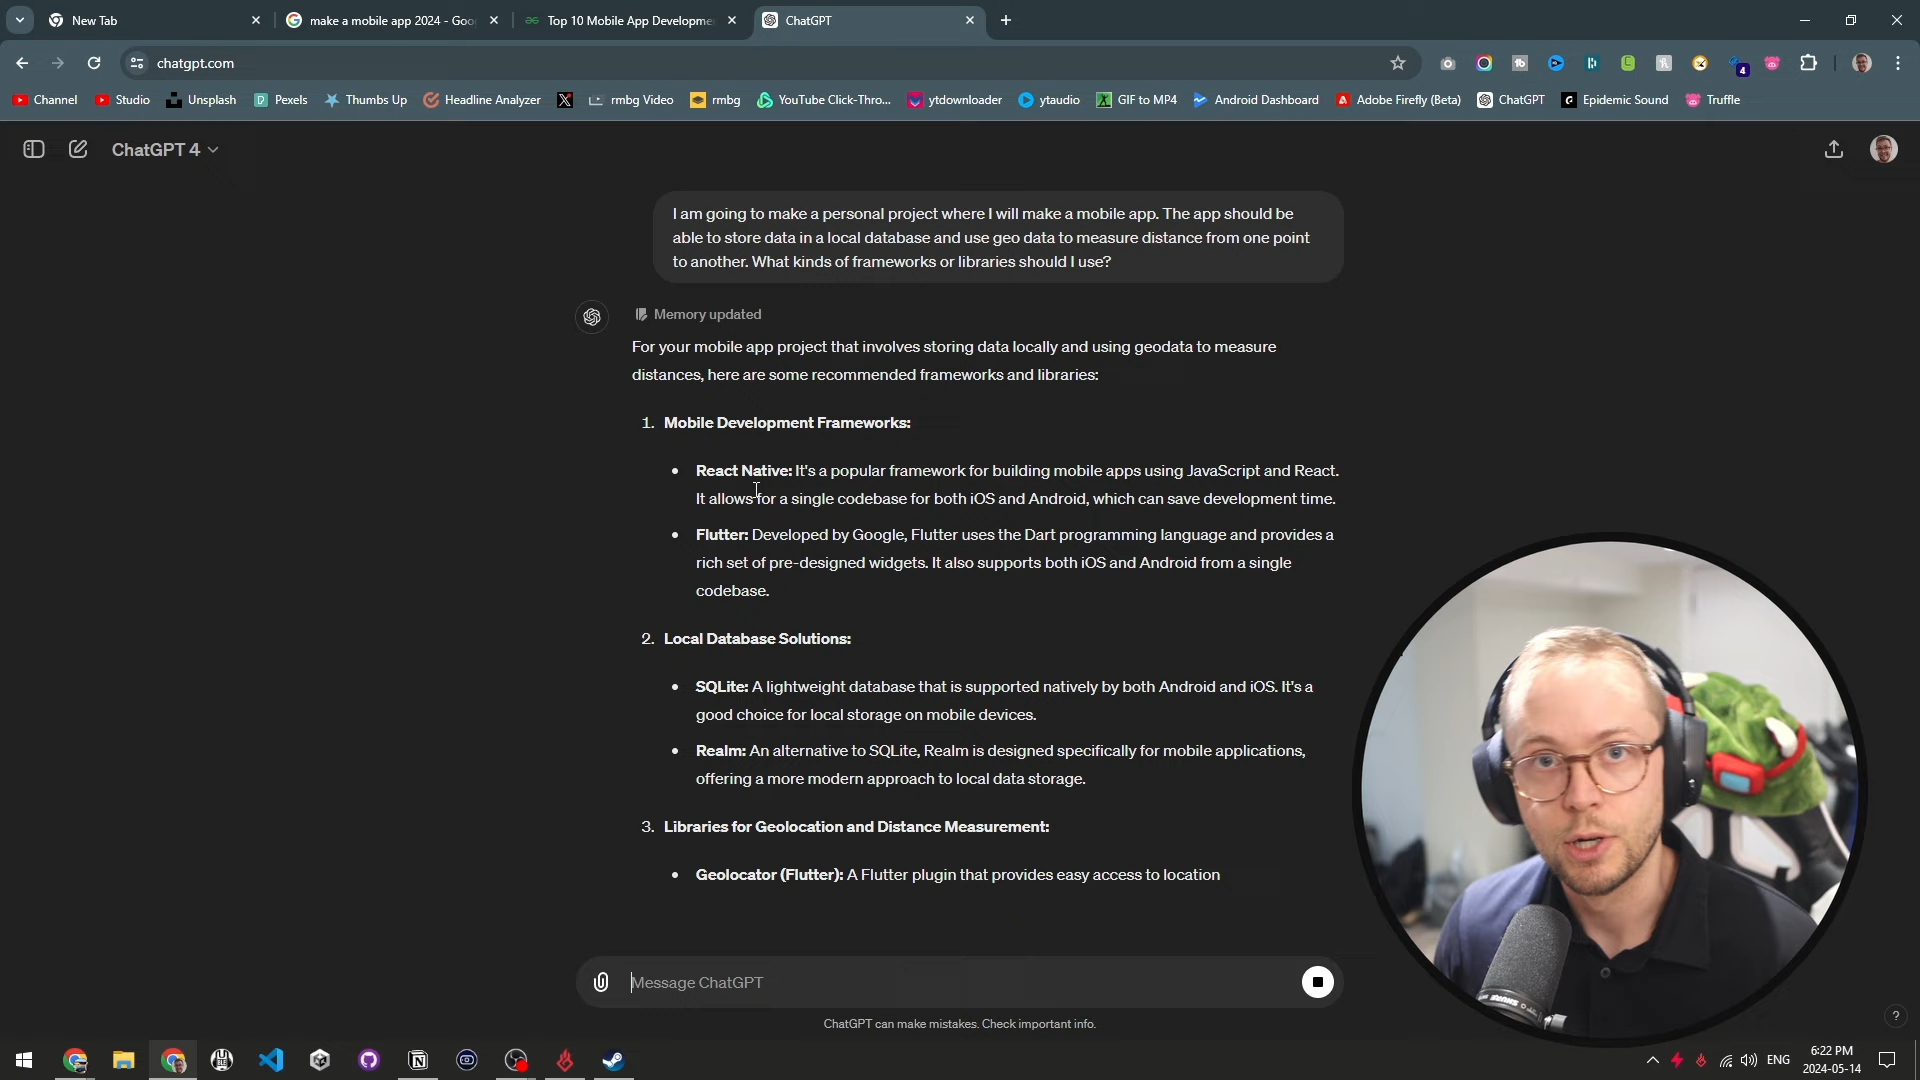 New Tab
make a mobile app 2024 - Goo
Top 10 Mobile App Developme
ChatGPT
chatgpt.com
4
Channel
Studio
Unsplash
Pexels
Thumbs Up
Headline Analyzer
rmbg Video
rmbg
YouTube Click-Thro...
ytdownloader
ytaudio
GIF to MP4
Android Dashboard
Adobe Firefly (Beta)
ChatGPT
Epidemic Sound
Truffle
ChatGPT 4
I am going to make a personal project where I will make a mobile app. The app should be
able to store data in a local database and use geo data to measure distance from one point
to another. What kinds of frameworks or libraries should I use?
Memory updated
For your mobile app project that involves storing data locally and using geodata to measure
distances, here are some recommended frameworks and libraries:
1. Mobile Development Frameworks:
• React Native: It's a popular framework for building mobile apps using JavaScript and React.
It allows for a single codebase for both iOS and Android, which can save development time.
• Flutter: Developed by Google, Flutter uses the Dart programming language and provides a
rich set of pre-designed widgets. It also supports both iOS and Android from a single
codebase.
2. Local Database Solutions:
• SQLite: A lightweight database that is supported natively by both Android and iOS. It's a
good choice for local storage on mobile devices.
• Realm: An alternative to SQLite, Realm is designed specifically for mobile applications,
offering a more modern approach to local data storage.
3. Libraries for Geolocation and Distance Measurement:
• Geolocator (Flutter): A Flutter plugin that provides easy access to location
Message ChatGPT
ChatGPT can make mistakes. Check important info.
?
SHURE
ENG
6:22 PM
2024-05-14